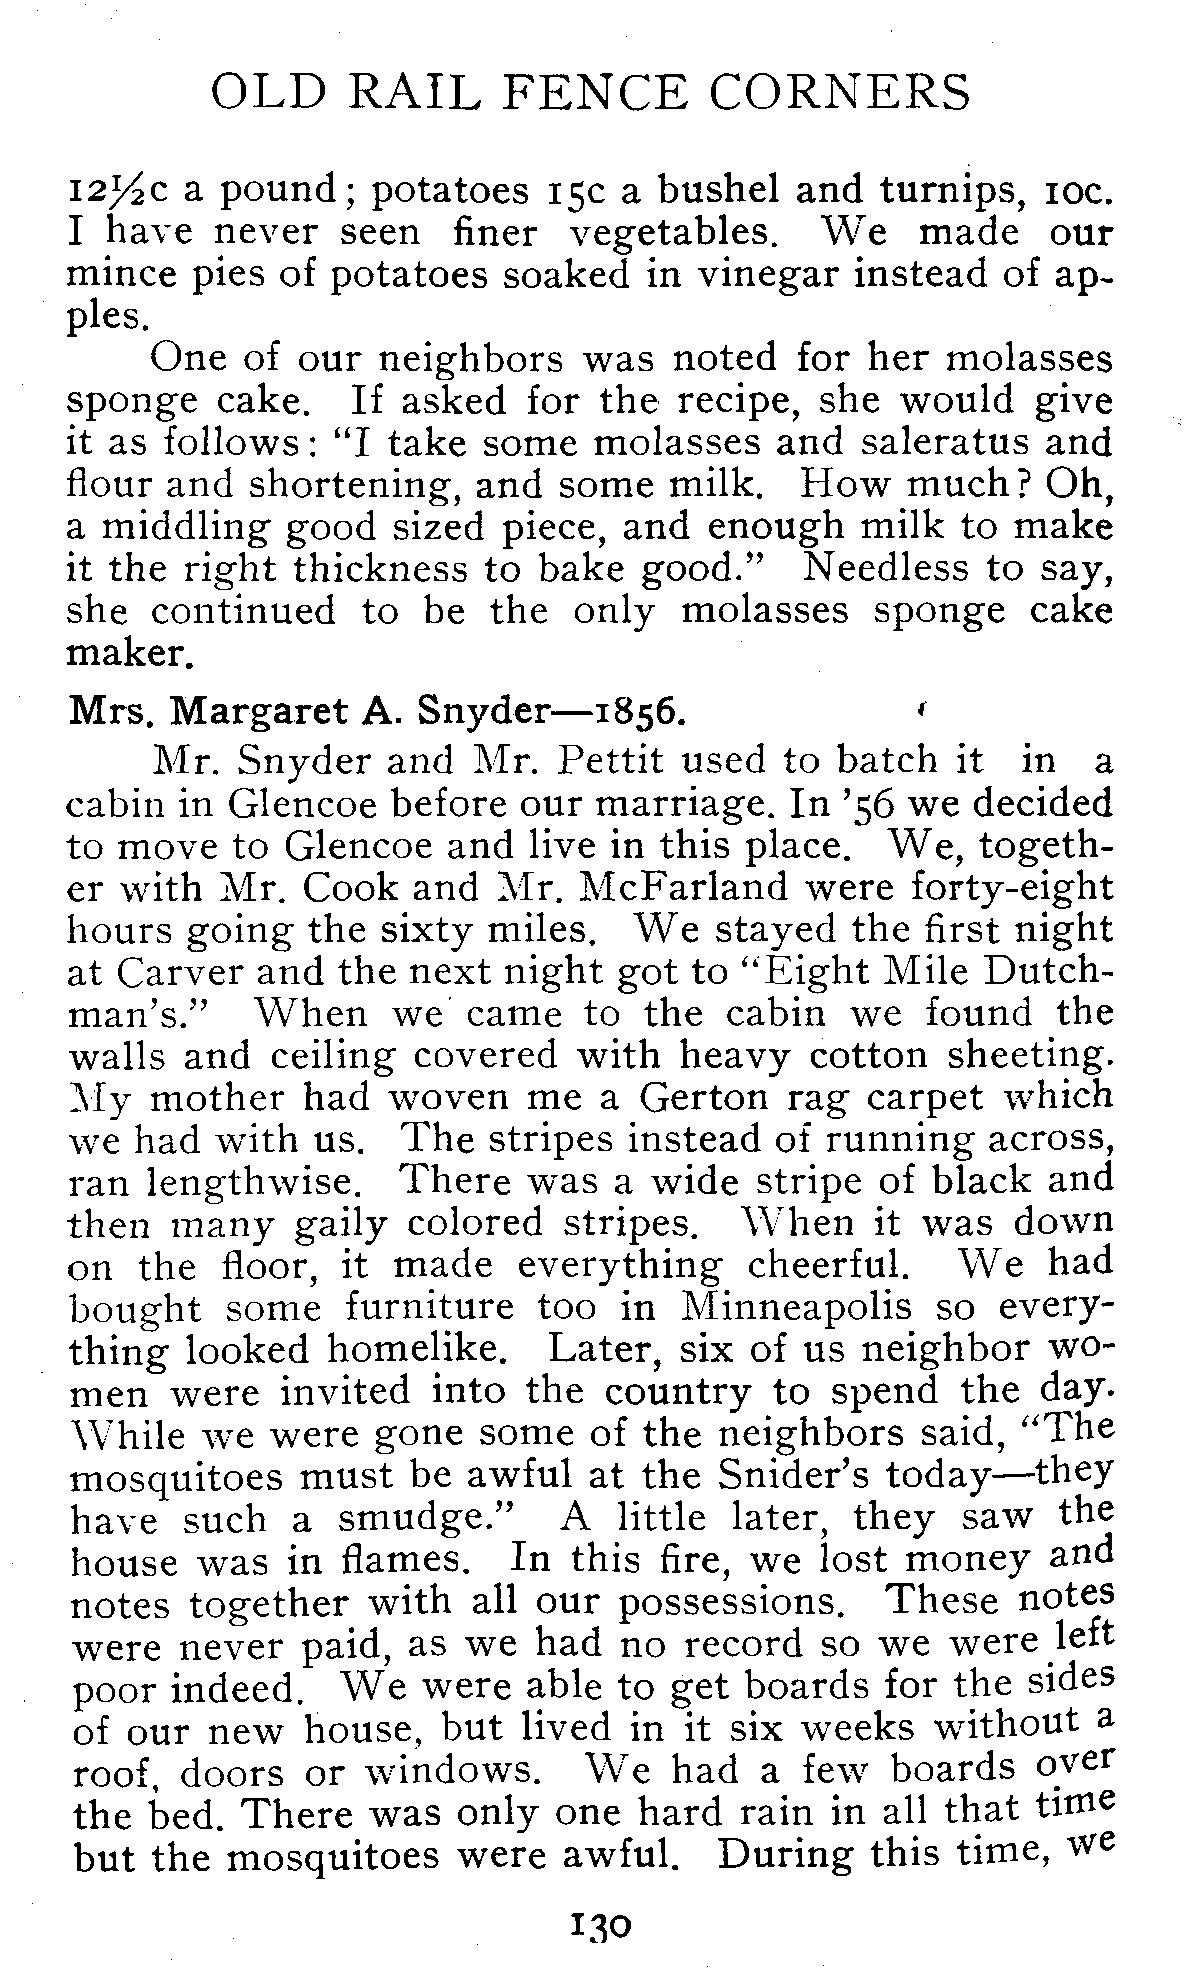 OLD RAIL FENCE CORNERS
12½c a pound; potatoes 15c a bushel and turnips, 10c.
I have never seen finer vegetables. We made our
mince pies of potatoes soaked in vinegar instead of ap-
ples.
One of our neighbors was noted for her molasses
sponge cake. If asked for the recipe, she would give
it as follows: “I take some molasses and saleratus and
flour and shortening, and some milk. How much? Oh,
a middling good sized piece, and enough milk to make
it the right thickness to bake good.” Needless to say,
she continued to be the only molasses sponge cake
maker.
Mrs. Margaret A. Snyder—1856.
Mr. Snyder and Mr. Pettit used to batch it in a
cabin in Glencoe before our marriage. In ’56 we decided
to move to Glencoe and live in this place. We, togeth-
er with Mr. Cook and Mr. McFarland were forty-eight
hours going the sixty miles. We stayed the first night
at Carver and the next night got to “Eight Mile Dutch-
man’s.” When we came to the cabin we found the
walls and ceiling covered with heavy cotton sheeting.
My mother had woven me a Gerton rag carpet which
we had with us. The stripes instead of running across,
ran lengthwise. There was a wide stripe of black and
then many gaily colored stripes. When it was down
on the floor, it made everything cheerful. We had
bought some furniture too in Minneapolis so every-
thing looked homelike. Later, six of us neighbor wo-
men were invited into the country to spend the day.
While we were gone some of the neighbors said, “The
mosquitoes must be awful at the Snider’s today—they
have such a smudge.” A little later, they saw the
house was in flames. In this fire, we lost money and
notes together with all our possessions. These notes
were never paid, as we had no record so we were left
poor indeed. We were able to get boards for the sides
of our new house, but lived in it six weeks without a
roof, doors or windows. We had a few boards over
the bed. There was only one hard rain in all that time
but the mosquitoes were awful. During this time, we
130